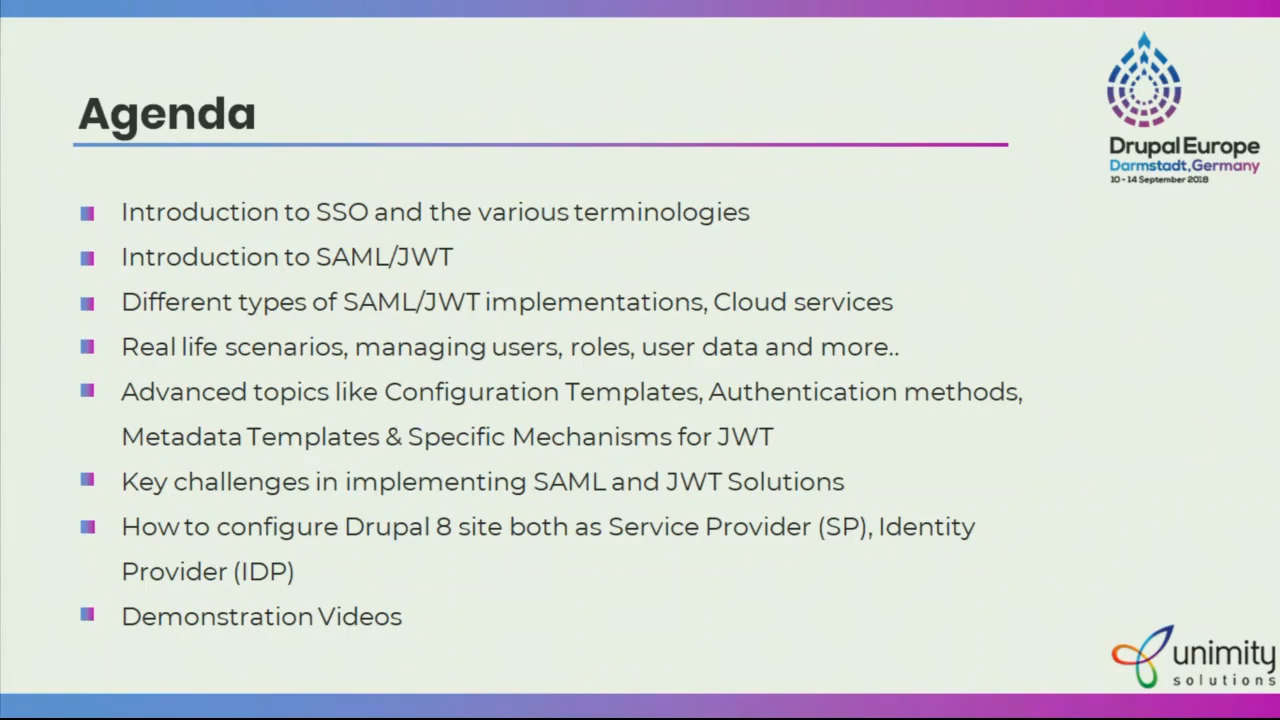 Agenda
Drupal Europe
Darmstadt, Germany
10 - 14 September 2018
Introduction to SSO and the various terminologies
Introduction to SAML/JWT
Different types of SAML/JWT implementations, Cloud services
Real life scenarios, managing users, roles, user data and more..
Advanced topics like Configuration Templates, Authentication methods,
Metadata Templates & Specific Mechanisms for JWT
Key challenges in implementing SAML and JWT Solutions
How to configure Drupal 8 site both as Service Provider (SP), Identity
Provider (IDP)
Demonstration Videos
unimity
solutions